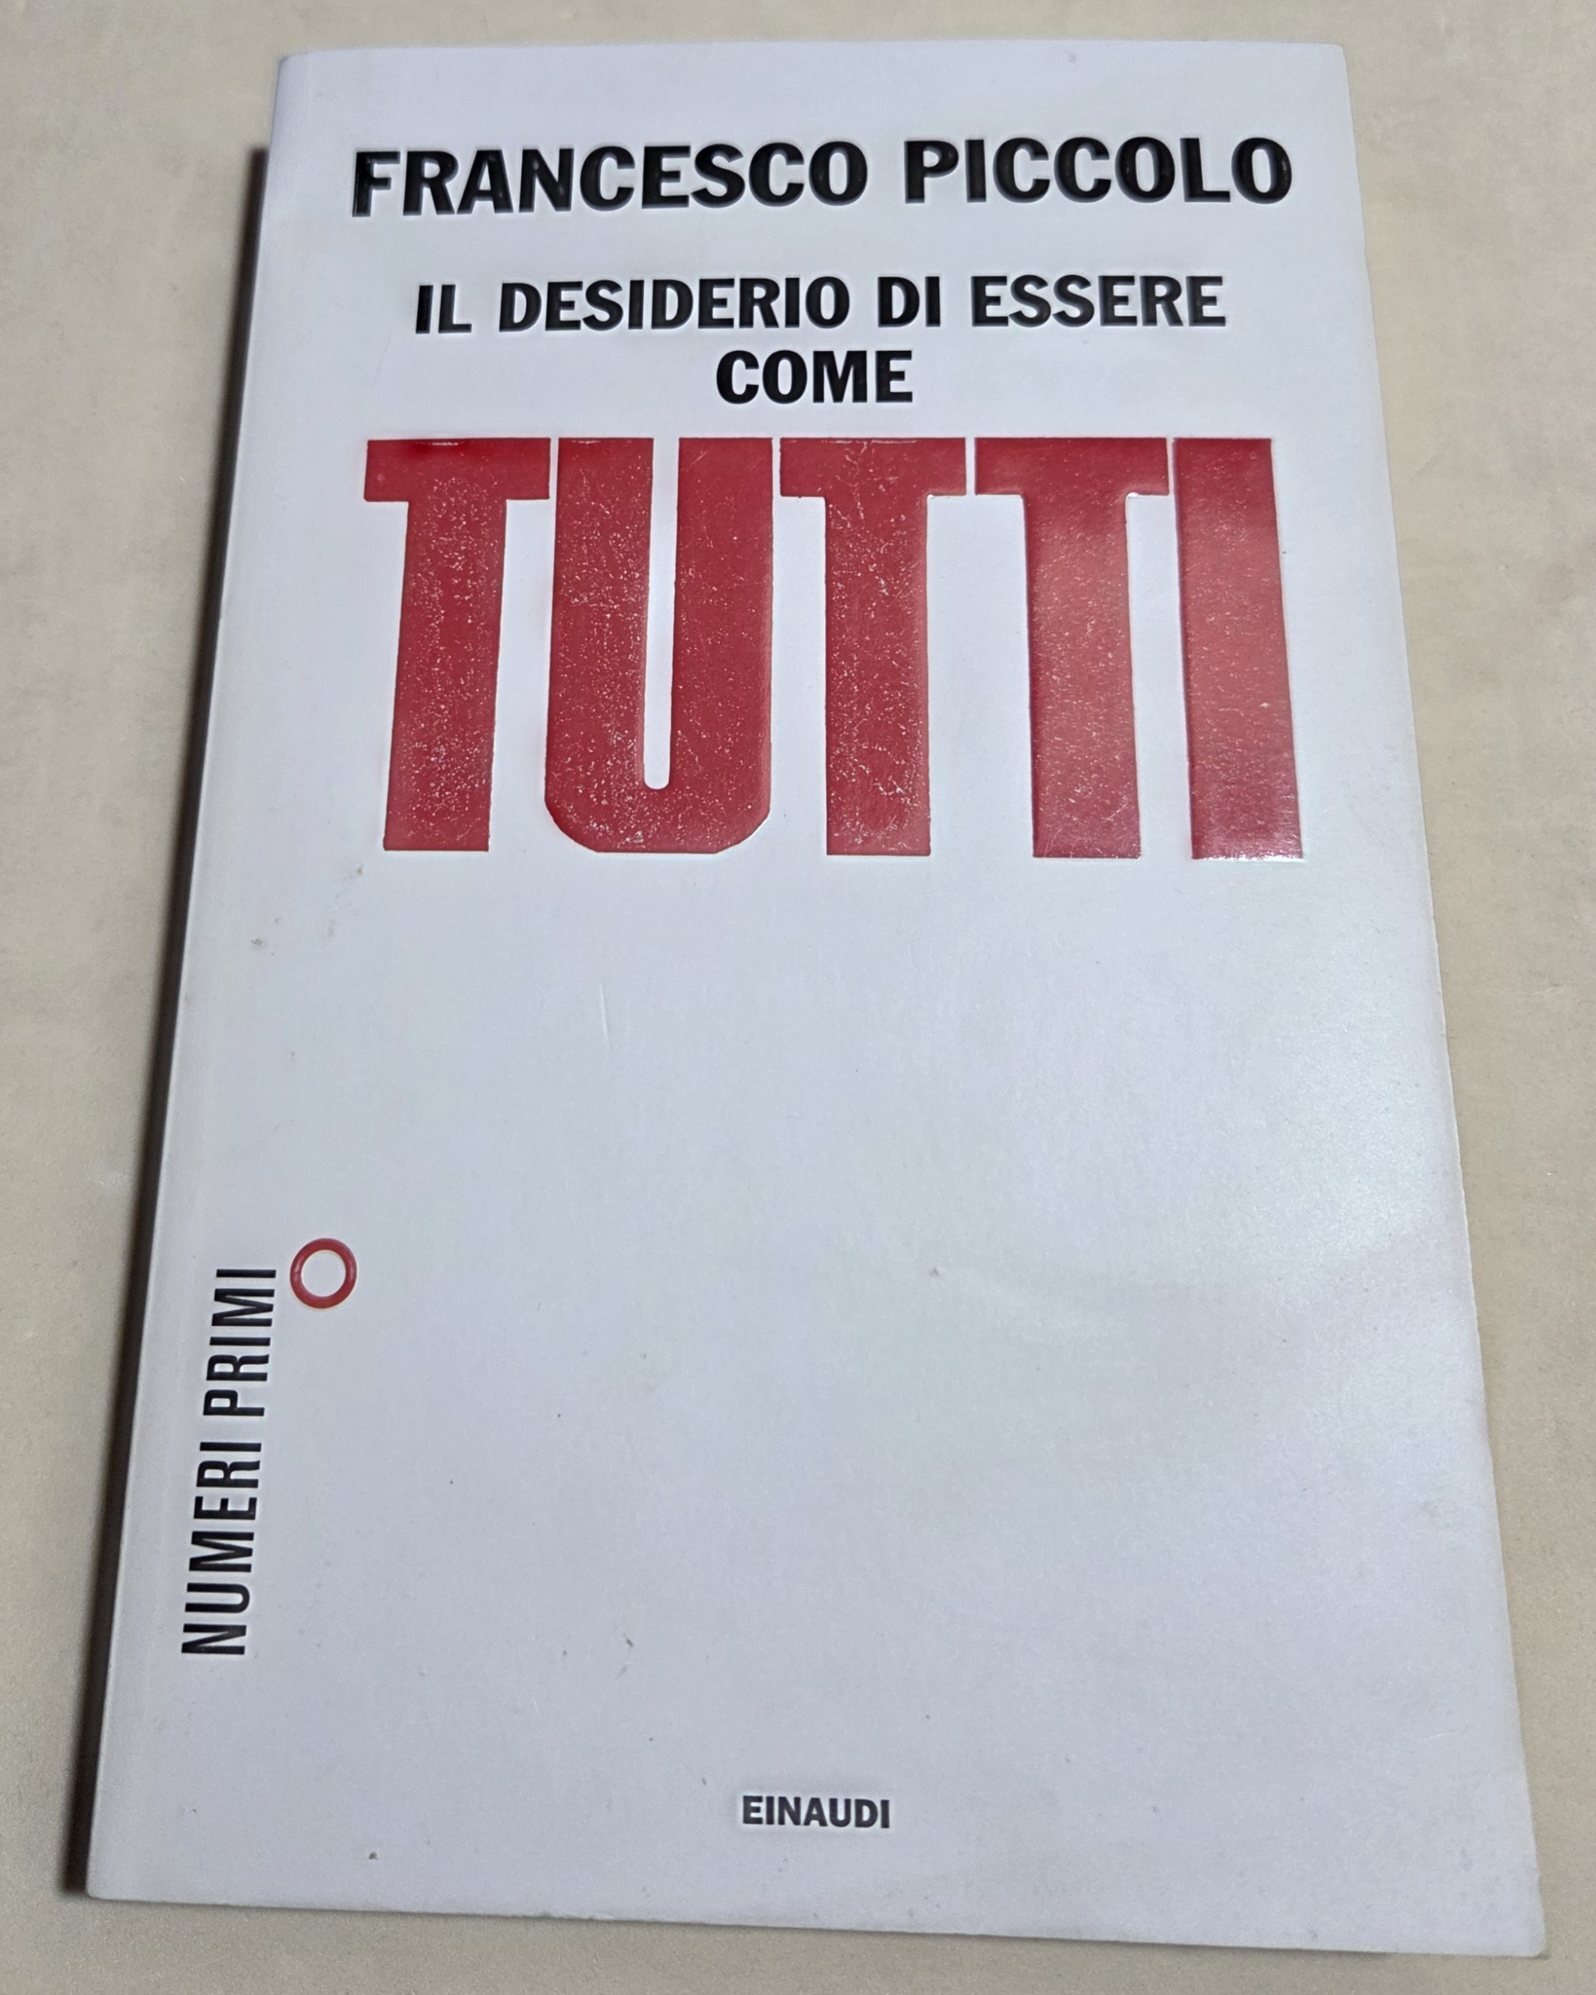 FRANCESCO PICCOLO
IL DESIDERIO DI ESSERE
COME
TUTTI
NUMERI PRIMI
EINAUDI